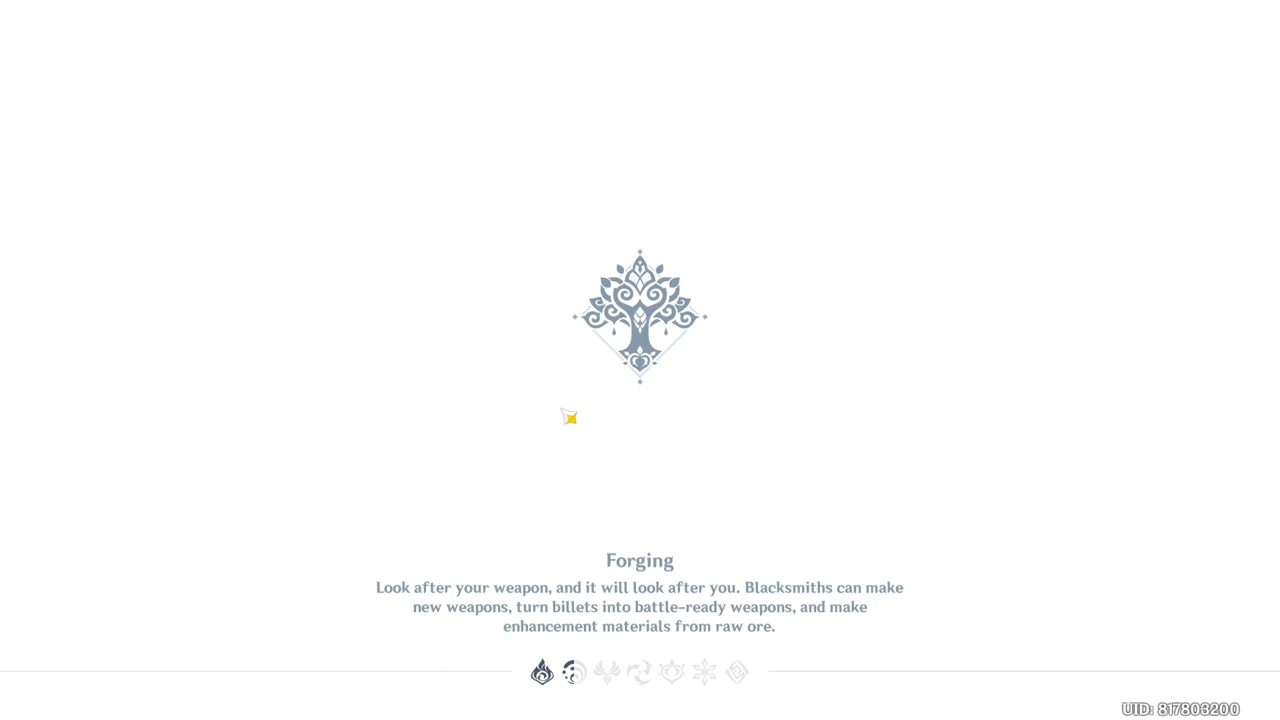 Forging
Look after your weapon, and it will look after you. Blacksmiths can make
new weapons, turn billets into battle-ready weapons, and make
enhancement materials from raw ore.
UID: 817803200